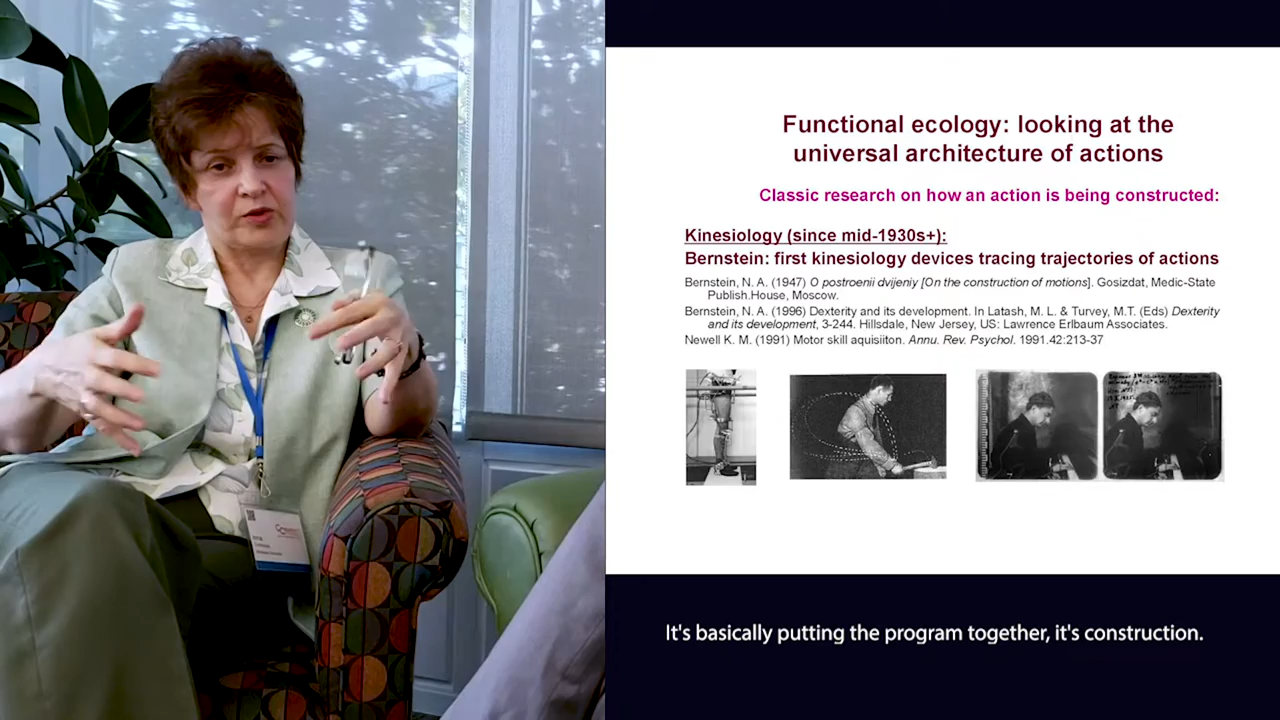 Functional ecology: looking at the
universal architecture of actions
Classic research on how an action is being constructed:
Kinesiology (since mid-1930s+):
Bernstein: first kinesiology devices tracing trajectories of actions
Bernstein, N. A. (1947) O postroenii dvijeniy [On the construction of motions]. Gosizdat, Medic-State
Publish.House, Moscow.
Bernstein, N. A. (1996) Dexterity and its development. In Latash, M. L. & Turvey, M.T. (Eds) Dexterity
and its development, 3-244. Hillsdale, New Jersey, US: Lawrence Erlbaum Associates.
Newell K. M. (1991) Motor skill aquisiiton. Annu. Rev. Psychol. 1991.42:213-37
It's basically putting the program together, it's construction.